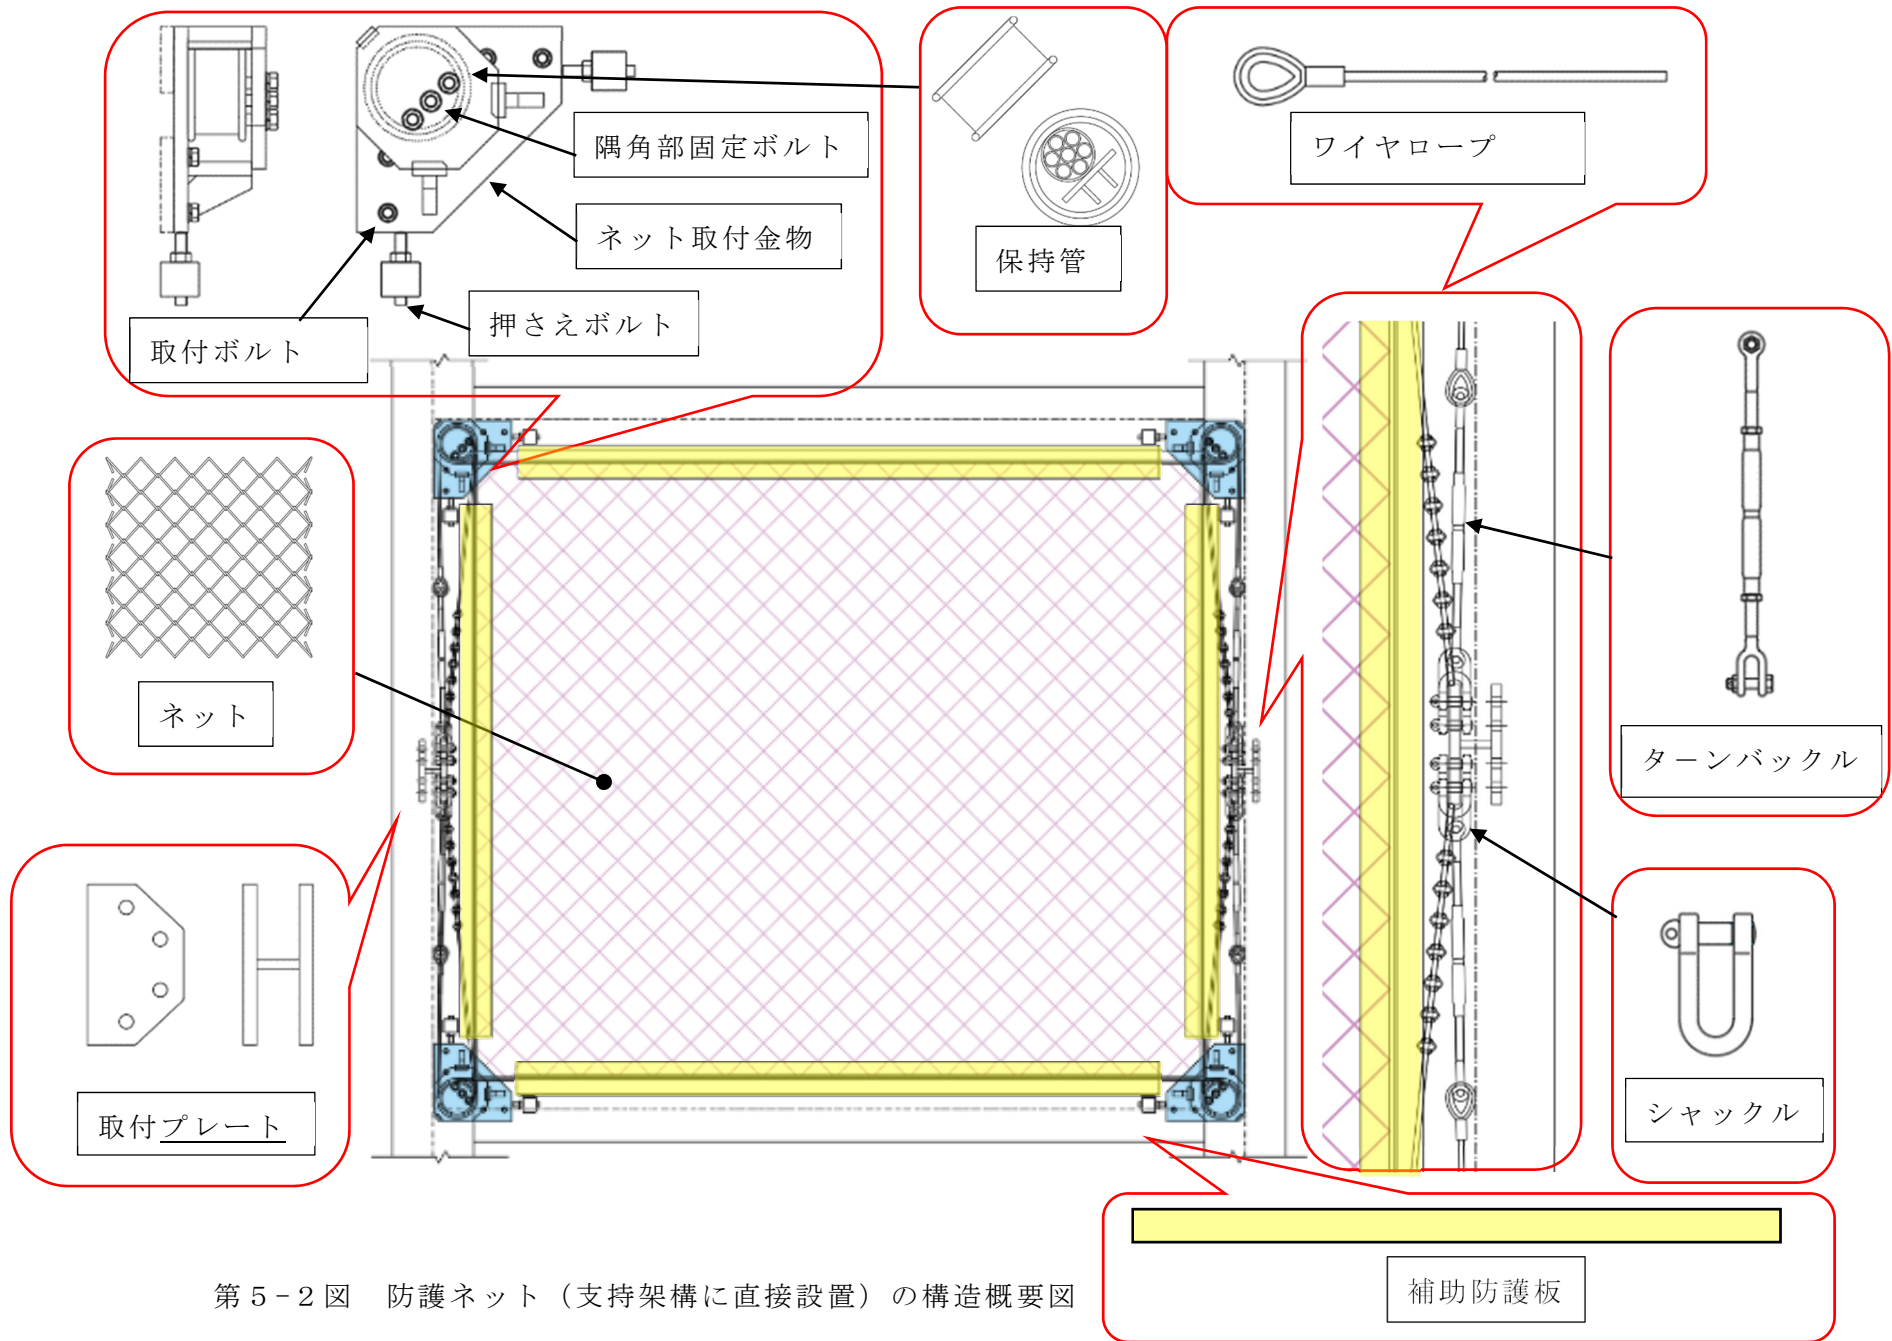 隅角部固定ボルト
ネット取付金物
押さえボルト
取付ボルト
保持管
ワイヤロープ
ネット
ターンバックル
取付プレート
シャックル
補助防護板
第5-2図　防護ネット（支持架構に直接設置）の構造概要図